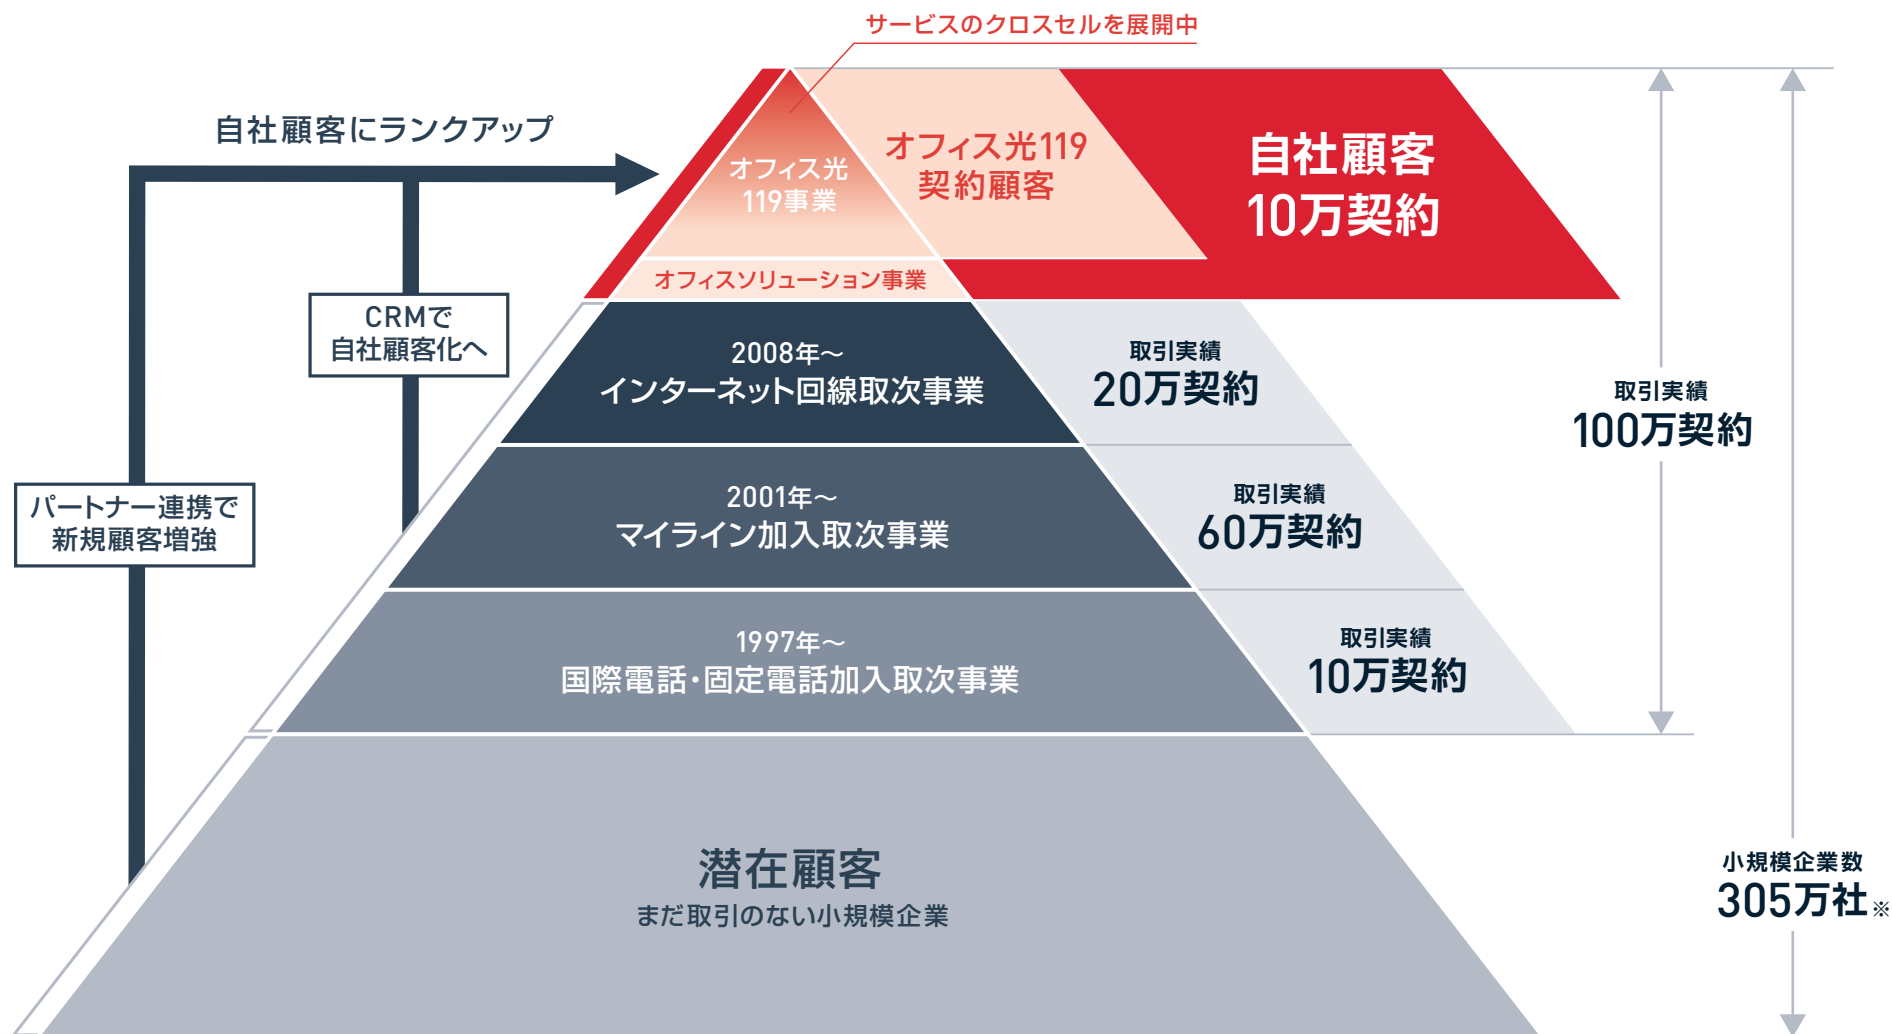 サービスのクロスセルを展開中
自社顧客にランクアップ
オフィス光
119事業
オフィス光119
契約顧客
自社顧客
10万契約
オフィスソリューション事業
CRMで
自社顧客化へ
2008年～
インターネット回線取次事業
取引実績
20万契約
取引実績
100万契約
パートナー連携で
新規顧客増強
2001年～
マイライン加入取次事業
取引実績
60万契約
1997年～
国際電話・固定電話加入取次事業
取引実績
10万契約
潜在顧客
まだ取引のない小規模企業
小規模企業数
305万社※